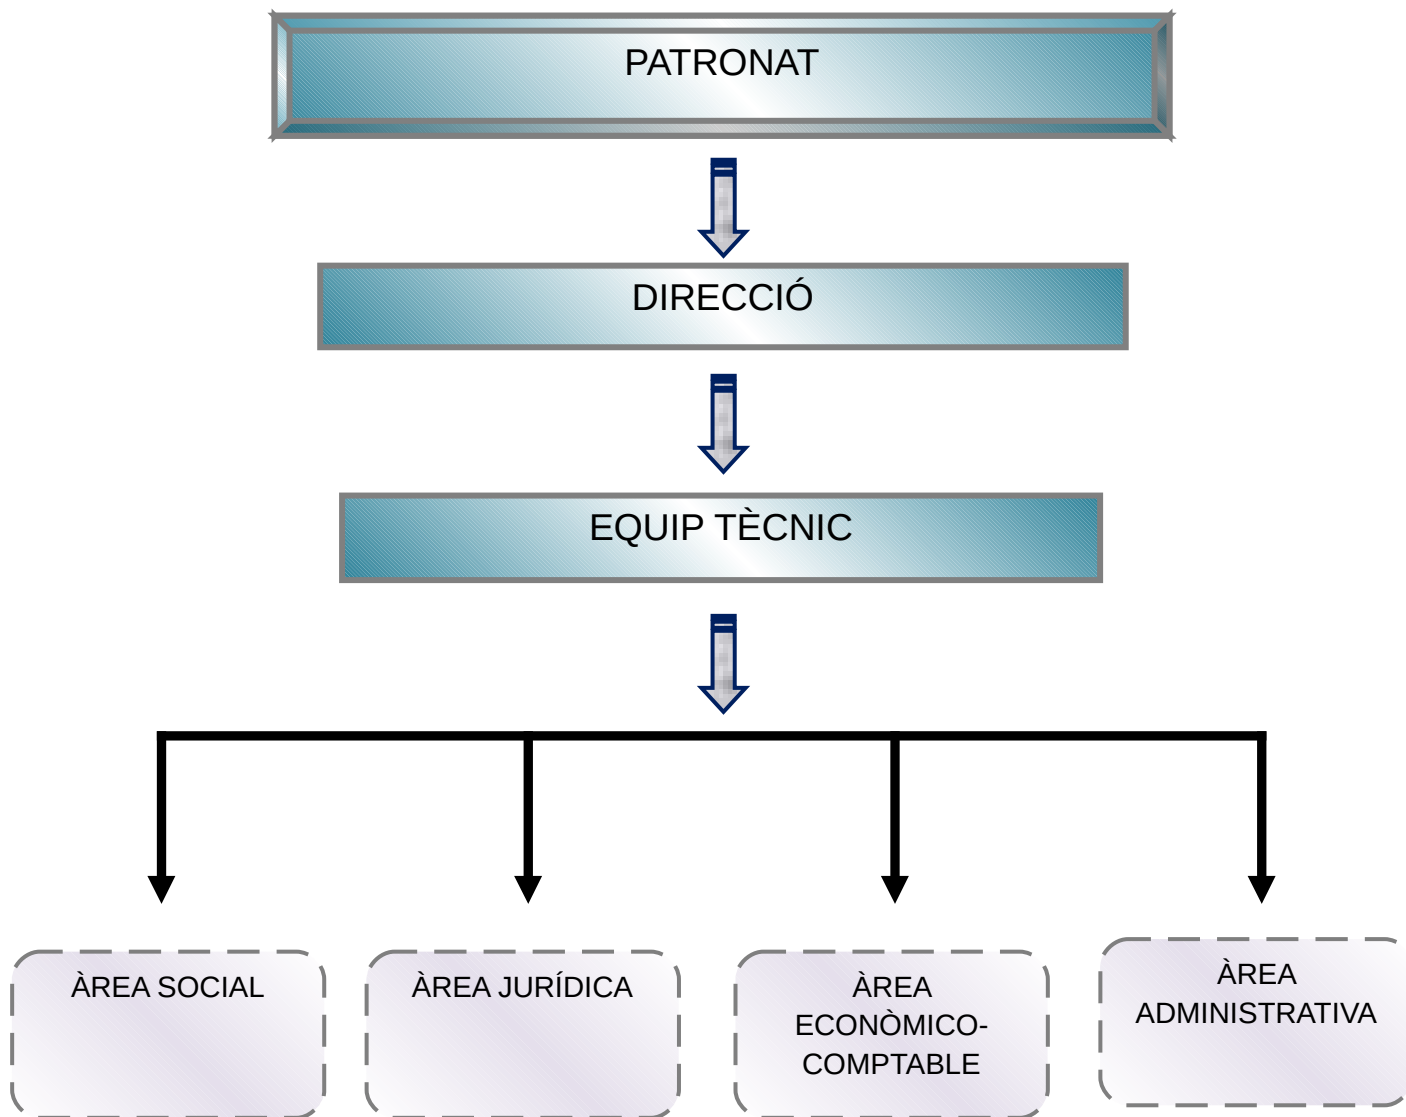 PATRONAT
DIRECCIÓ
EQUIP TÈCNIC
ÀREA SOCIAL
ÀREA JURÍDICA
ÀREA
ECONÒMICO-
COMPTABLE
ÀREA
ADMINISTRATIVA